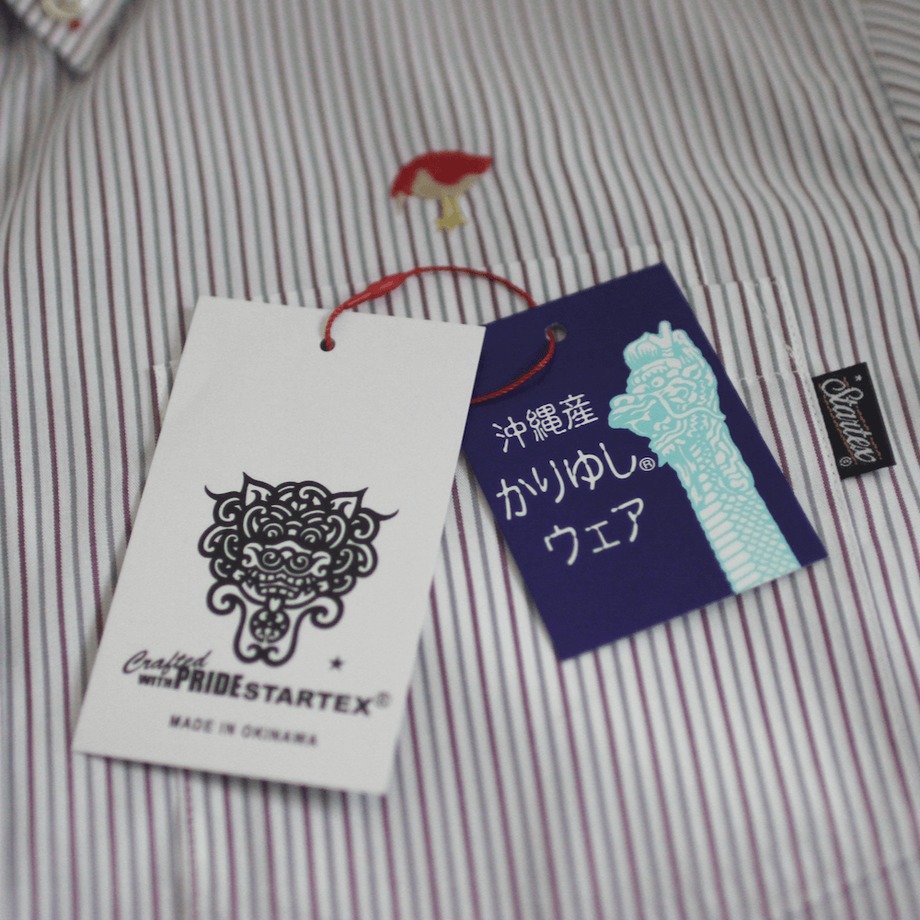 Crafted
WITH PRIDE STARTEX®
MADE IN OKINAWA
沖縄産
かりゆし®
ウェア
Startex
®